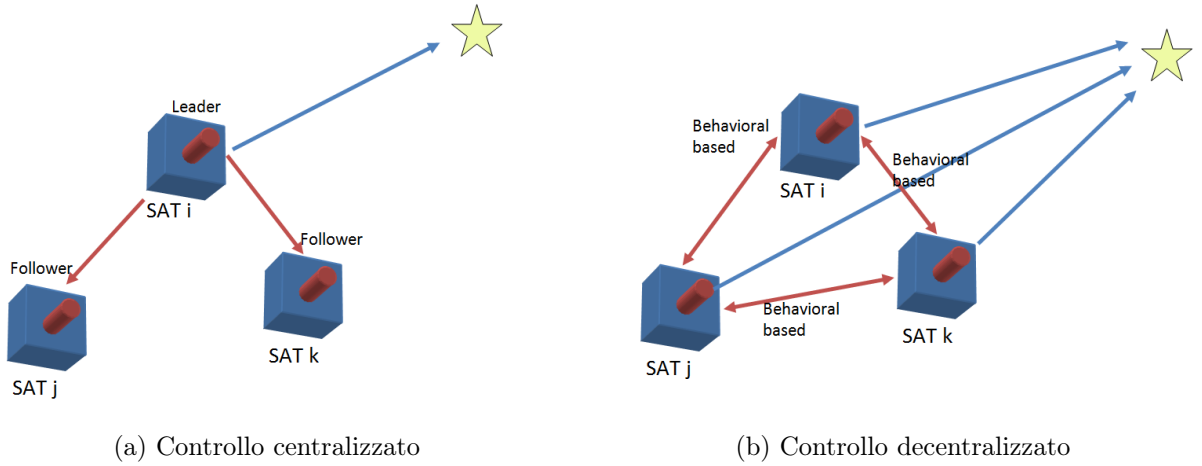 Leader
SAT i
Follower
Follower
SAT j
SAT k
(a) Controllo centralizzato
Behavioral
based
SAT i
Behavioral
based
SAT j
Behavioral
based
SAT k
(b) Controllo decentralizzato